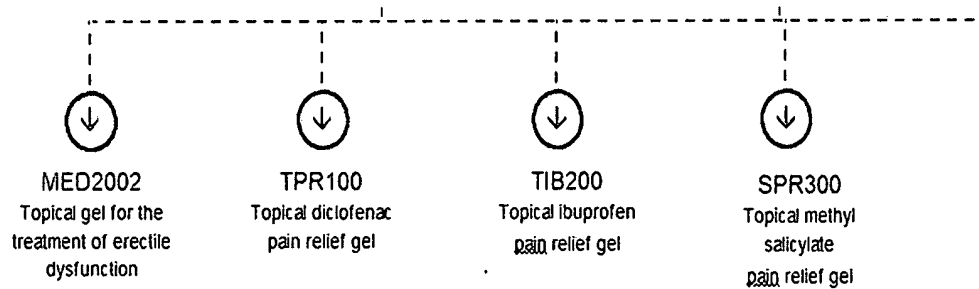 MED2002
Topical gel for the
treatment of erectile
dysfunction
TPR100
Topical diclofenac
pain relief gel
TIB200
Topical ibuprofen
pain relief gel
SPR300
Topical methyl
salicylate
pain relief gel